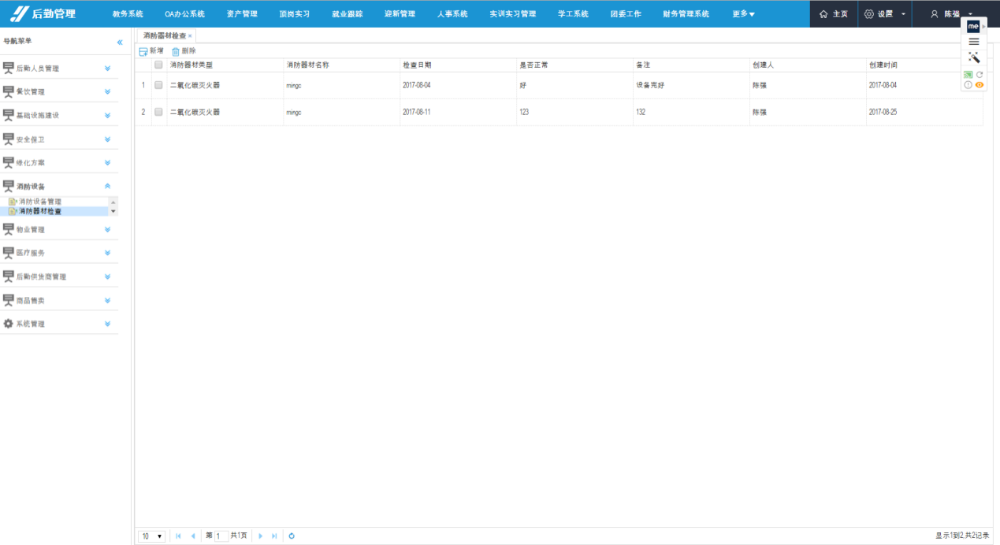 后勤管理 教务系统 OA办公系统 资产管理 顶岗实习 就业跟踪 迎新管理 人事系统 实训实习管理 学工系统 团委工作 财务管理系统 更多▼ 主页 设置 陈强
me
导航菜单 «
消防器材检查 ×
新增 删除
后勤人员管理
餐饮管理
基础设施建设
安全保卫
绿化方案
消防设备
消防设备管理
消防器材检查
物业管理
医疗服务
后勤供货商管理
商品售卖
系统管理
消防器材类型 消防器材名称 检查日期 是否正常 备注 创建人 创建时间
1 二氧化碳灭火器 mingc 2017-08-04 好 设备完好 陈强 2017-08-04
2 二氧化碳灭火器 mingc 2017-08-11 123 132 陈强 2017-08-25
10 第 1 共1页 显示1到2,共2记录